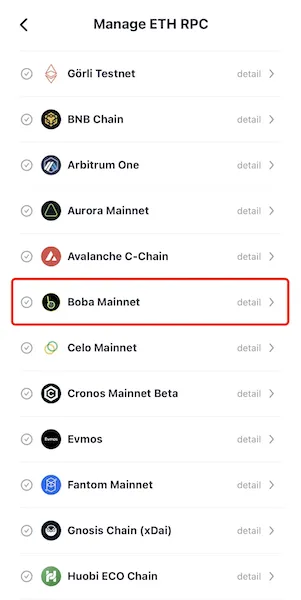 Manage ETH RPC
Görli Testnet detail
BNB Chain detail
Arbitrum One detail
Aurora Mainnet detail
Avalanche C-Chain detail
Boba Mainnet detail
Celo Mainnet detail
Cronos Mainnet Beta detail
Evmos Evmos detail
Fantom Mainnet detail
Gnosis Chain (xDai) detail
Huobi ECO Chain detail